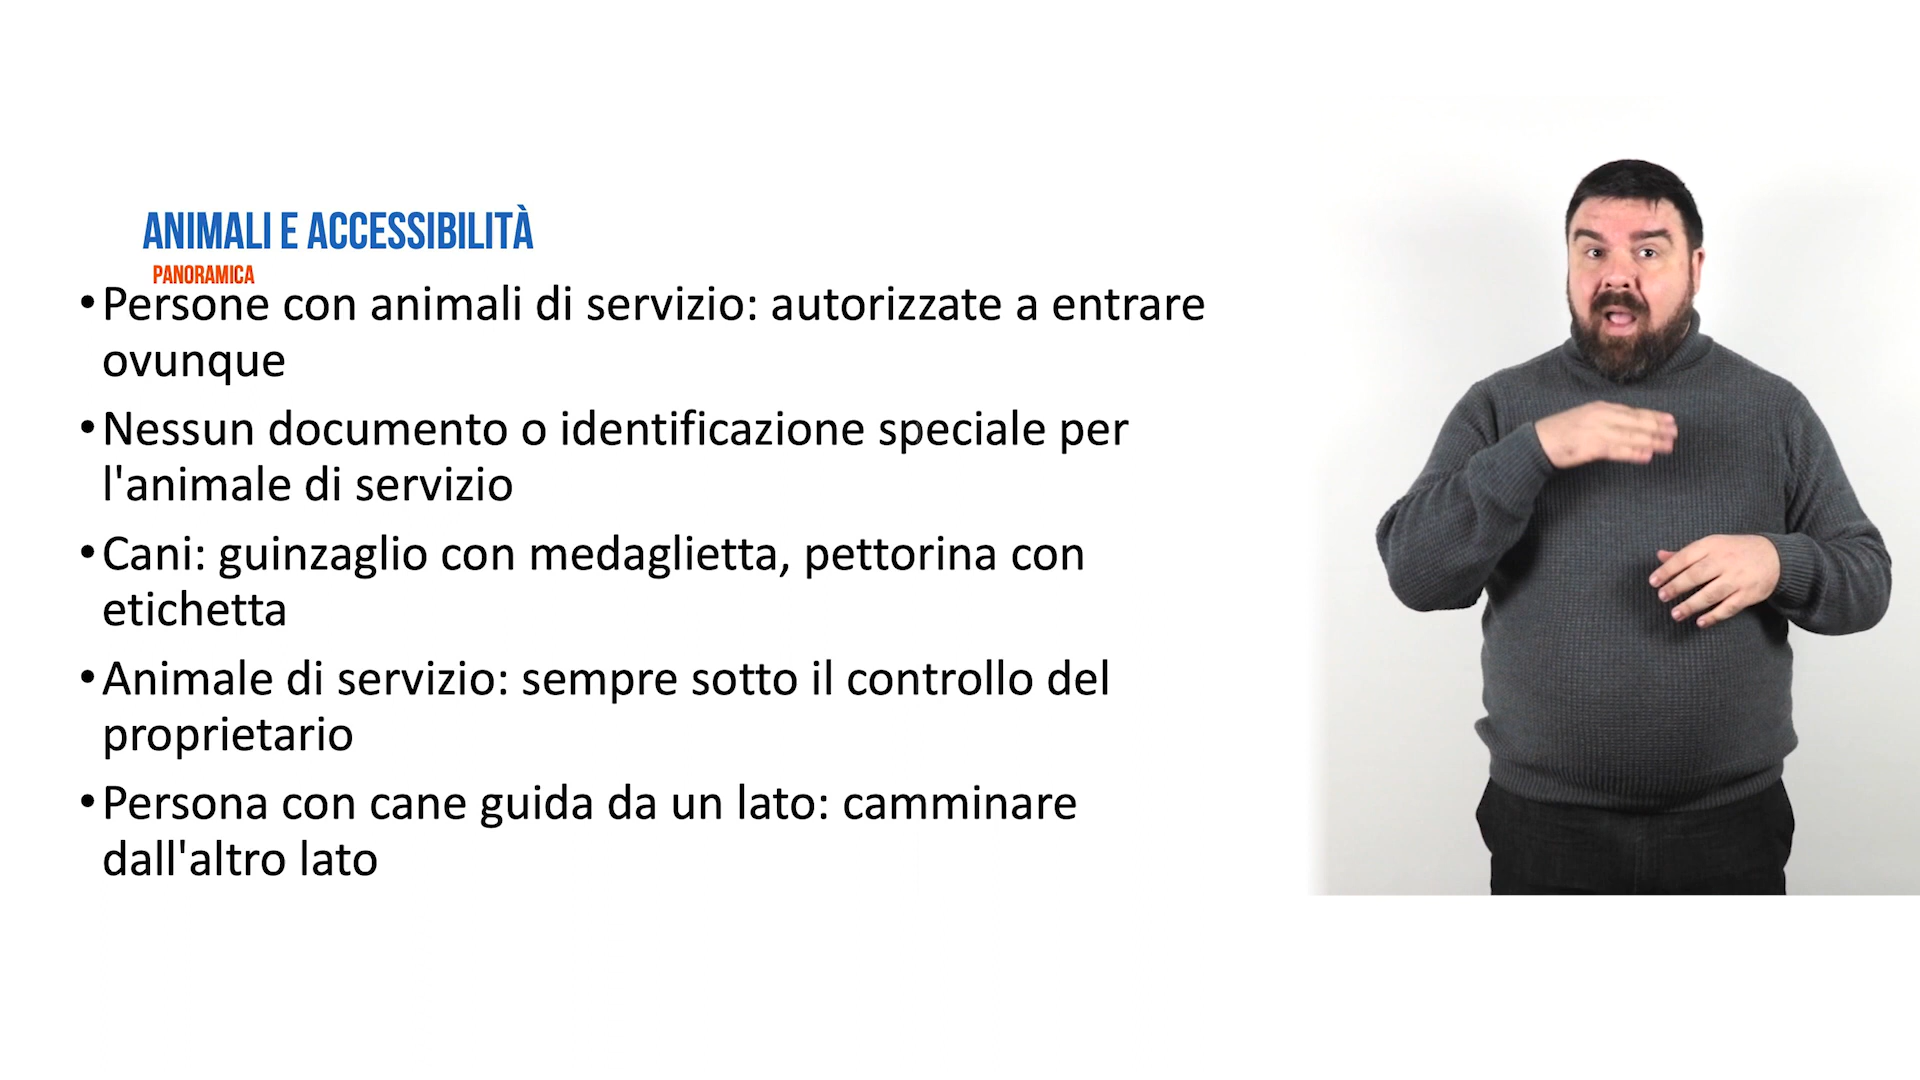 ANIMALI E ACCESSIBILITÀ
PANORAMICA
•Persone con animali di servizio: autorizzate a entrare
ovunque
•Nessun documento o identificazione speciale per
l'animale di servizio
•Cani: guinzaglio con medaglietta, pettorina con
etichetta
•Animale di servizio: sempre sotto il controllo del
proprietario
•Persona con cane guida da un lato: camminare
dall'altro lato